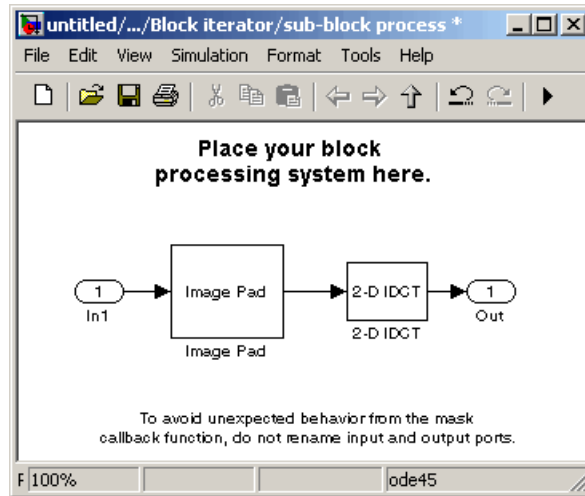 untitled/.../Block iterator/sub-block process *
File Edit View Simulation Format Tools Help
Place your block
processing system here.
1
Image Pad
2-D IDCT
1
In1
Image Pad
2-D IDCT
Out
To avoid unexpected behavior from the mask
callback function, do not rename input and output ports.
F 100% ode45